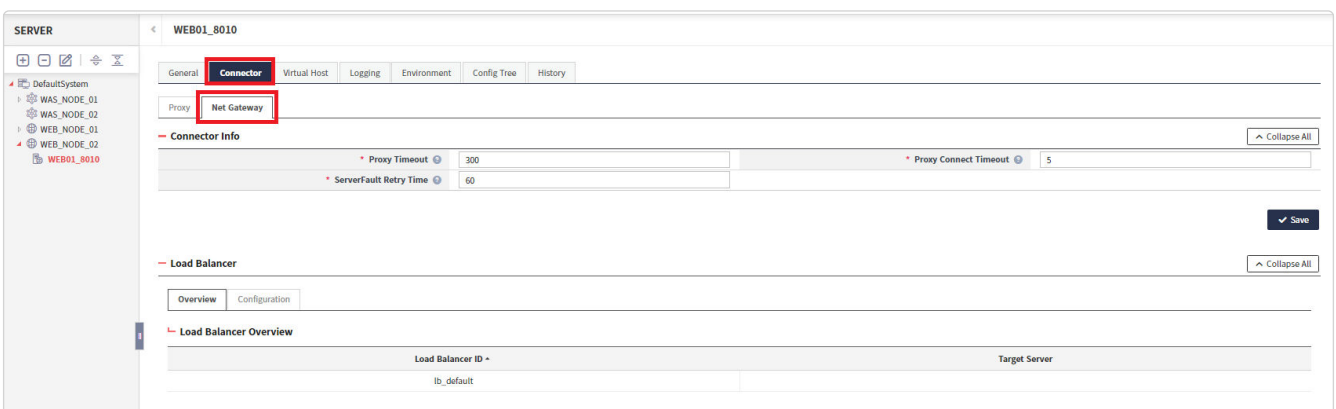 SERVER
WEB01_8010
DefaultSystem
WAS_NODE_01
WAS_NODE_02
WEB_NODE_01
WEB_NODE_02
WEB01_8010
General Connector Virtual Host Logging Environment Config Tree History
Proxy Net Gateway
Connector Info
Collapse All
* Proxy Timeout ? 300 * Proxy Connect Timeout ? 5
* ServerFault Retry Time ? 60
Save
Load Balancer
Collapse All
Overview Configuration
Load Balancer Overview
Load Balancer ID Target Server
lb_default